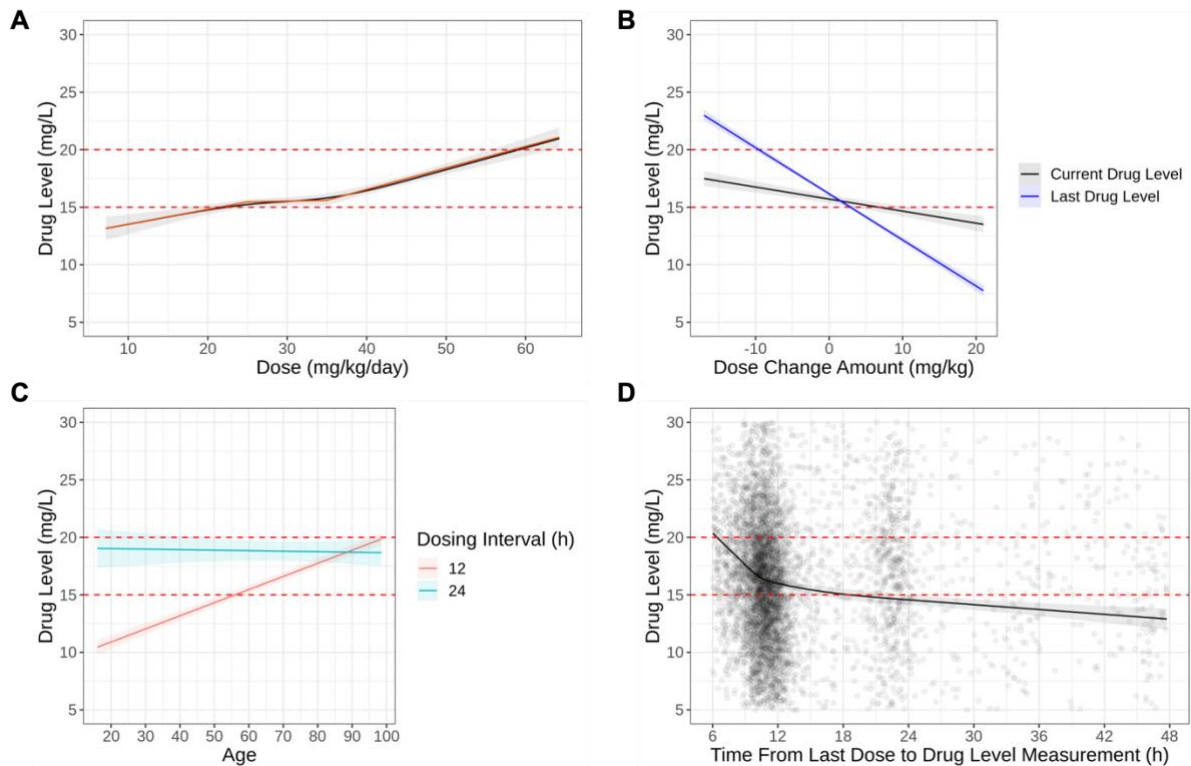 A
B
30
25
20
15
10
5
Drug Level (mg/L)
10 20 30 40 50 60
Dose (mg/kg/day)
30
25
20
15
10
5
Drug Level (mg/L)
-10 0 10 20
Dose Change Amount (mg/kg)
Current Drug Level
Last Drug Level
C
D
30
25
20
15
10
5
Drug Level (mg/L)
20 30 40 50 60 70 80 90 100
Age
Dosing Interval (h)
12
24
30
25
20
15
10
5
Drug Level (mg/L)
6 12 18 24 30 36 42 48
Time From Last Dose to Drug Level Measurement (h)